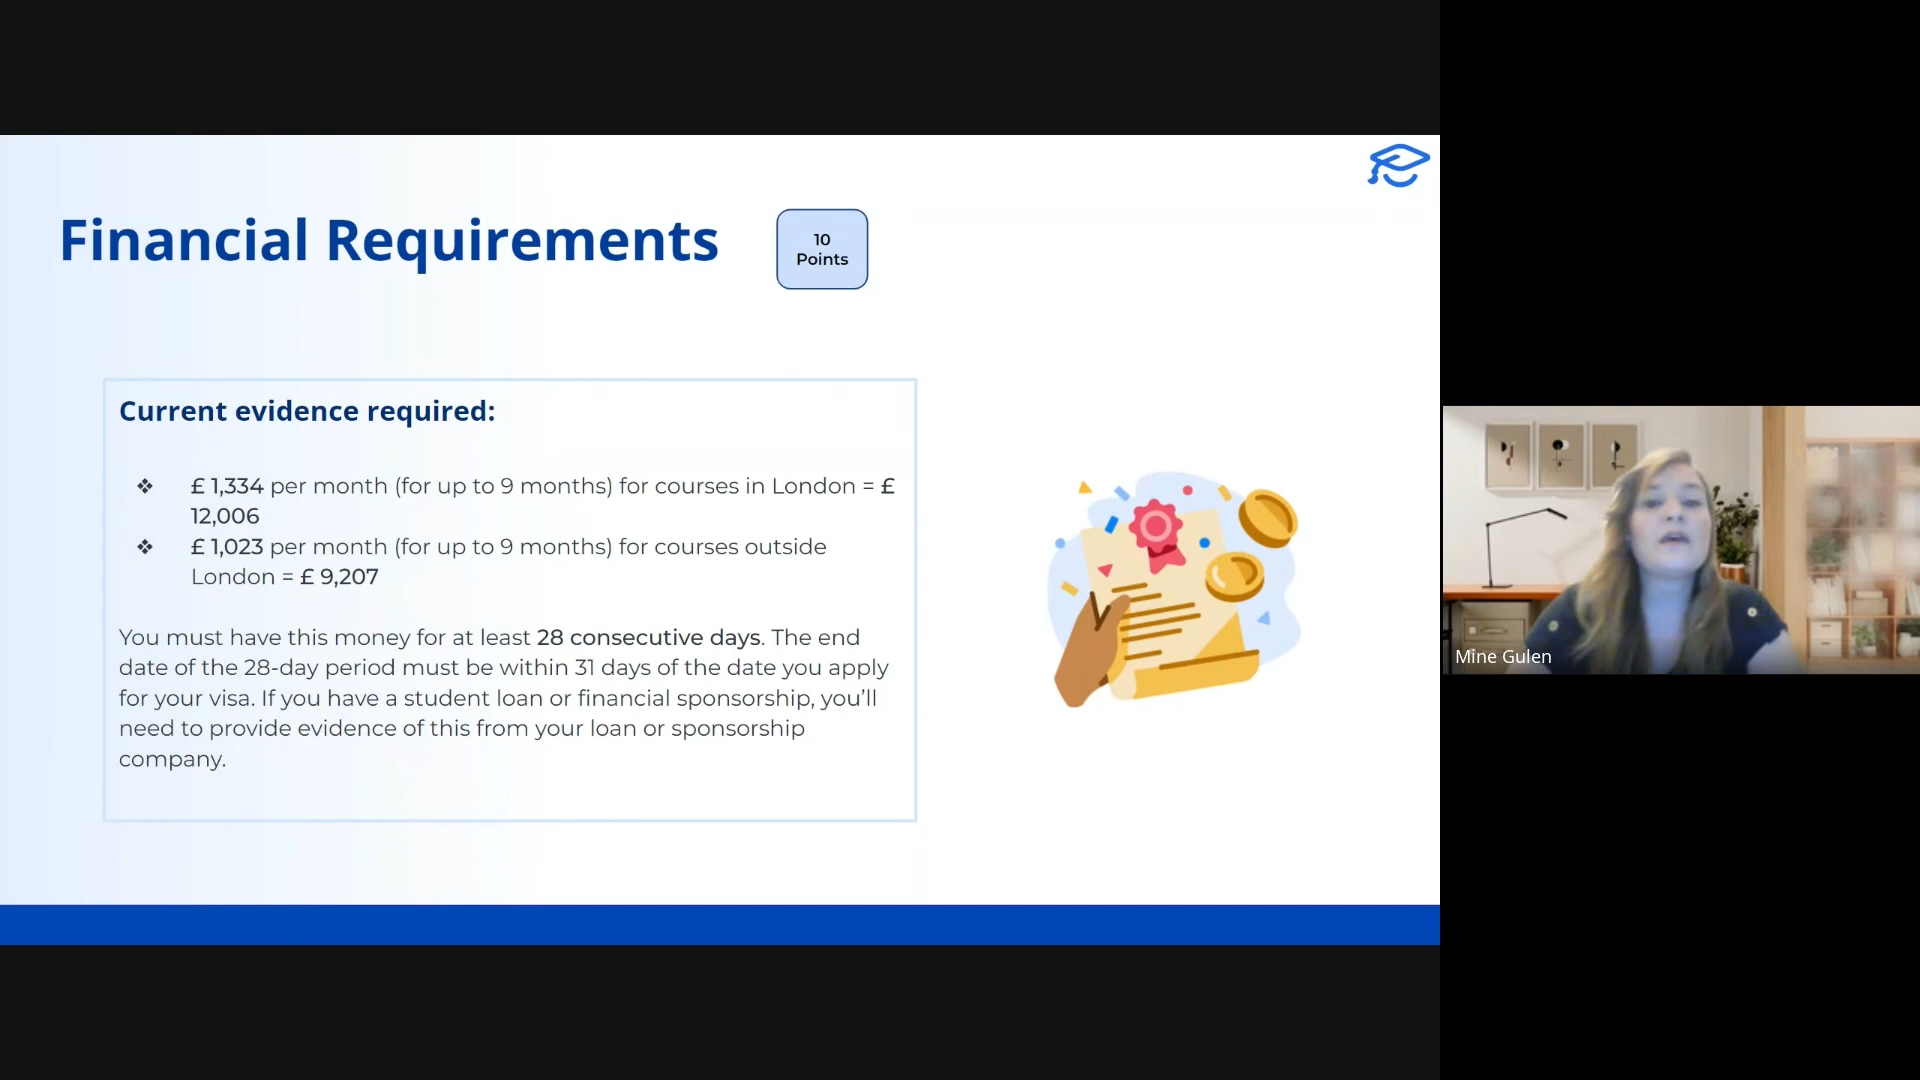 Financial Requirements
10
Points
Current evidence required:
❖ £ 1,334 per month (for up to 9 months) for courses in London = £
12,006
❖ £ 1,023 per month (for up to 9 months) for courses outside
London = £ 9,207
You must have this money for at least 28 consecutive days. The end
date of the 28-day period must be within 31 days of the date you apply
for your visa. If you have a student loan or financial sponsorship, you’ll
need to provide evidence of this from your loan or sponsorship
company.
Mine Gulen